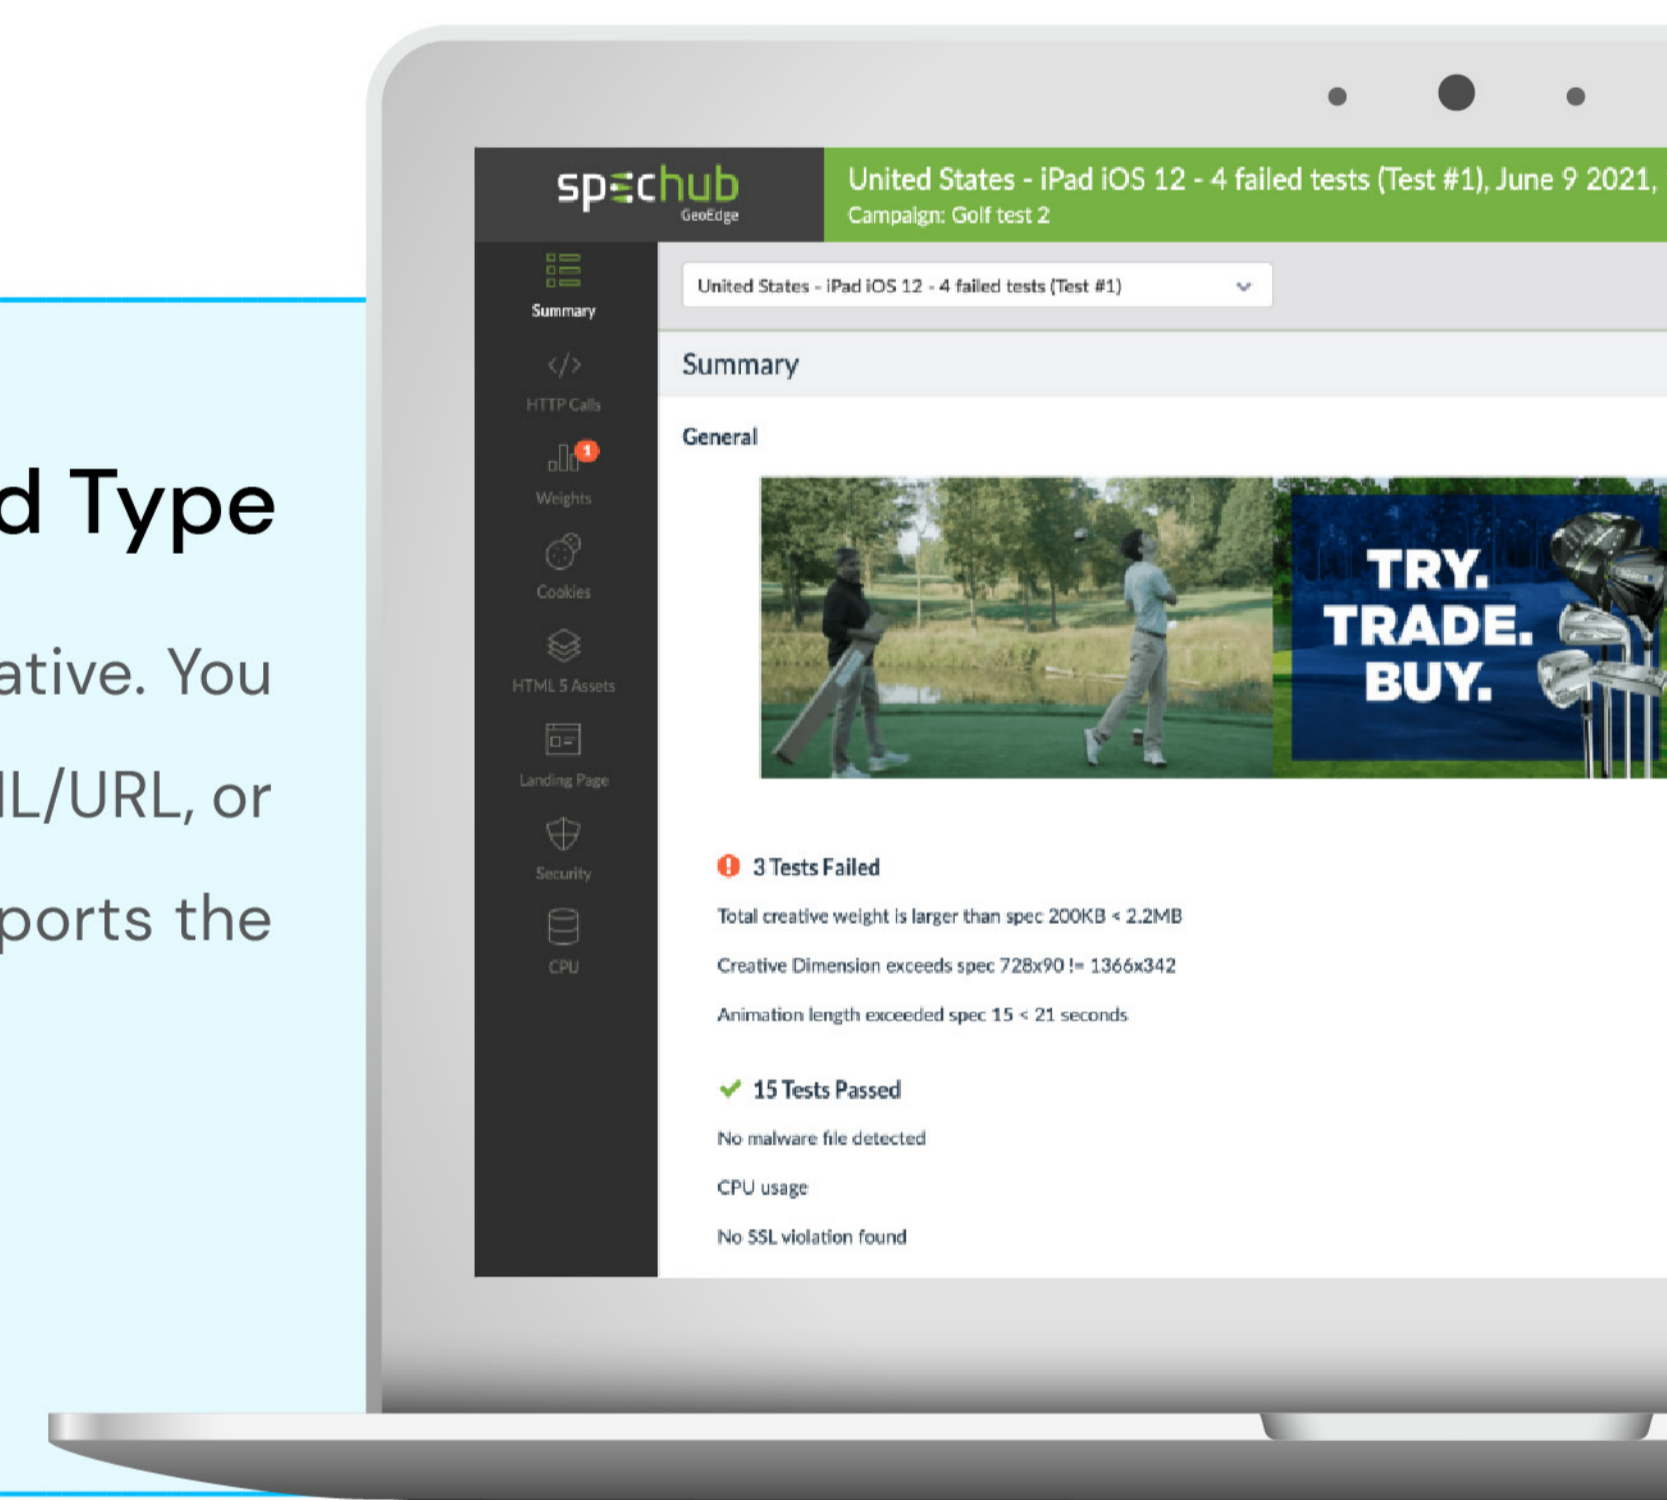 d Type
ative. You
IL/URL, or
ports the
spechub
GeoEdge
United States - iPad iOS 12 - 4 failed tests (Test #1), June 9 2021,
Campaign: Golf test 2
Summary
HTTP Calls
1
Weights
Cookies
HTML 5 Assets
Landing Page
Security
CPU
United States - iPad iOS 12 - 4 failed tests (Test #1)
Summary
General
TRY.
TRADE.
BUY.
3 Tests Failed
Total creative weight is larger than spec 200KB < 2.2MB
Creative Dimension exceeds spec 728x90 != 1366x342
Animation length exceeded spec 15 < 21 seconds
15 Tests Passed
No malware file detected
CPU usage
No SSL violation found